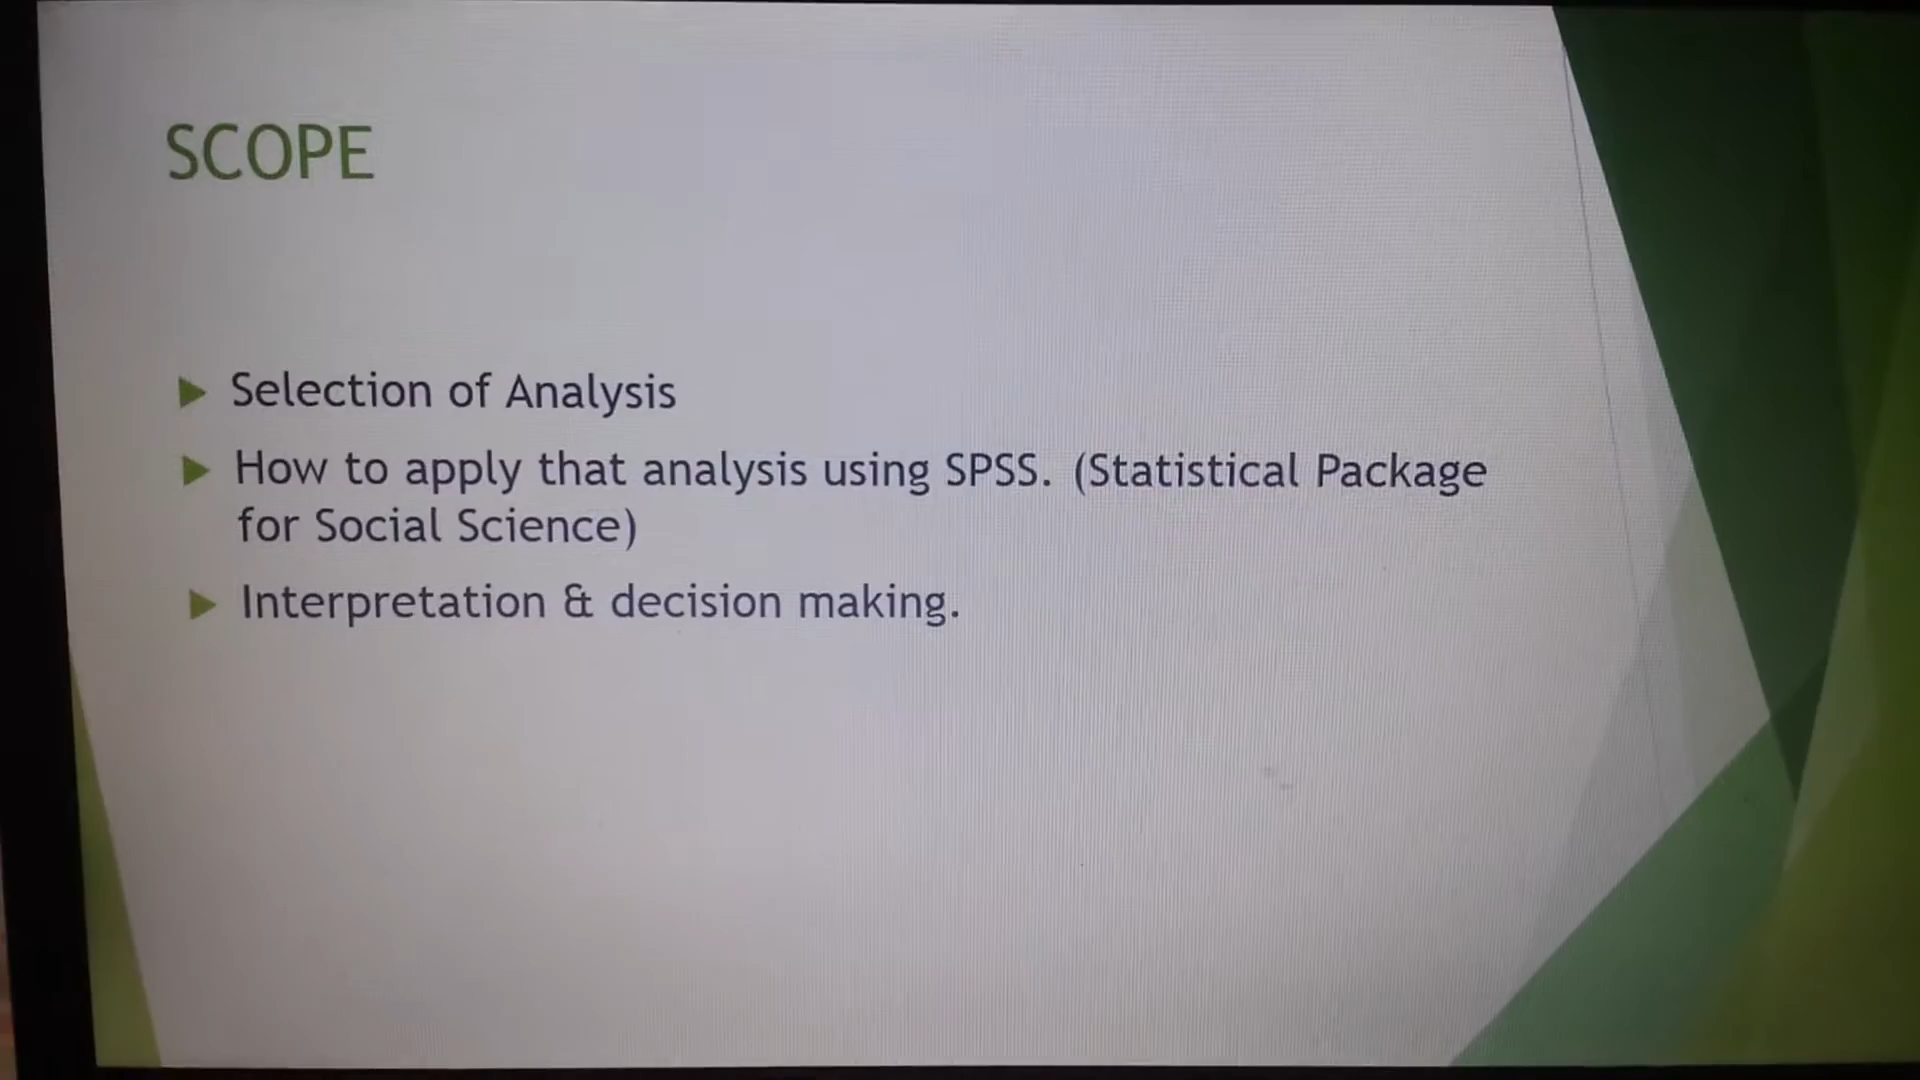 SCOPE
Selection of Analysis
How to apply that analysis using SPSS. (Statistical Package
for Social Science)
Interpretation & decision making.